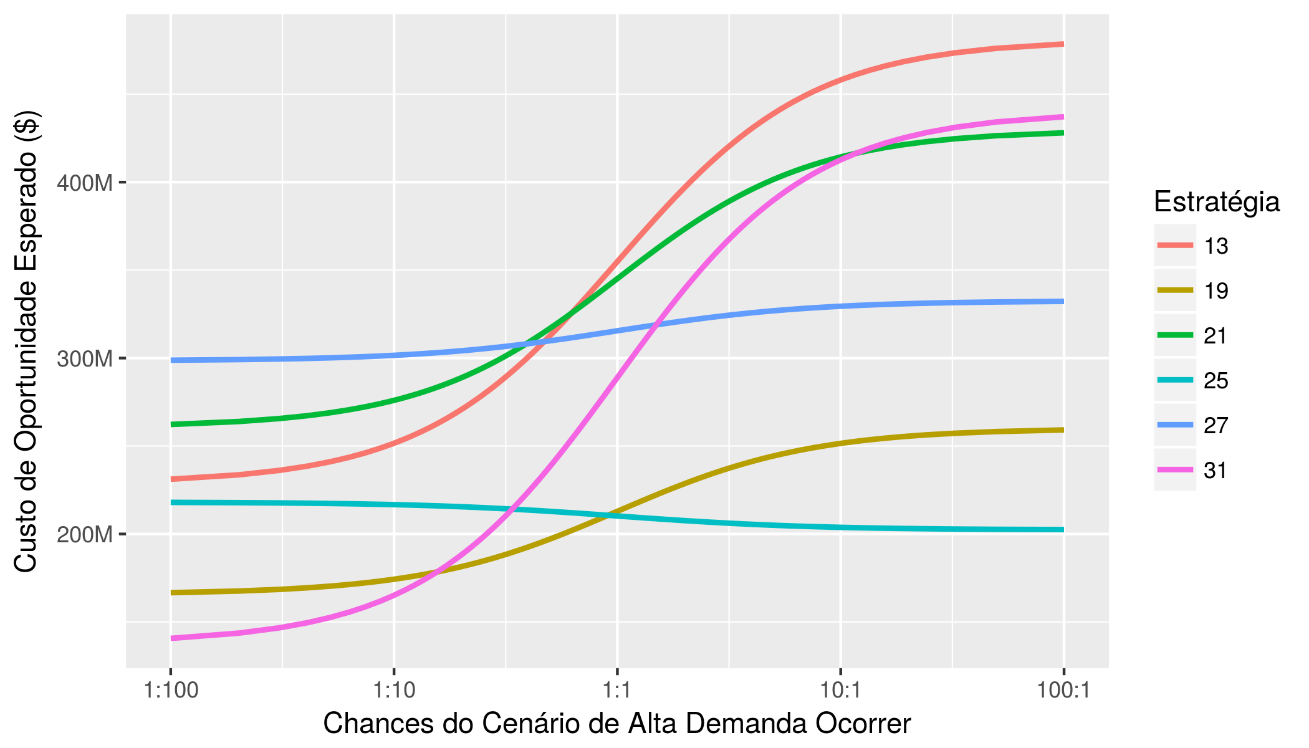 Custo de Oportunidade Esperado ($)
400M
300M
200M
1:100
1:10
1:1
10:1
100:1
Chances do Cenário de Alta Demanda Ocorrer
Estratégia
13
19
21
25
27
31